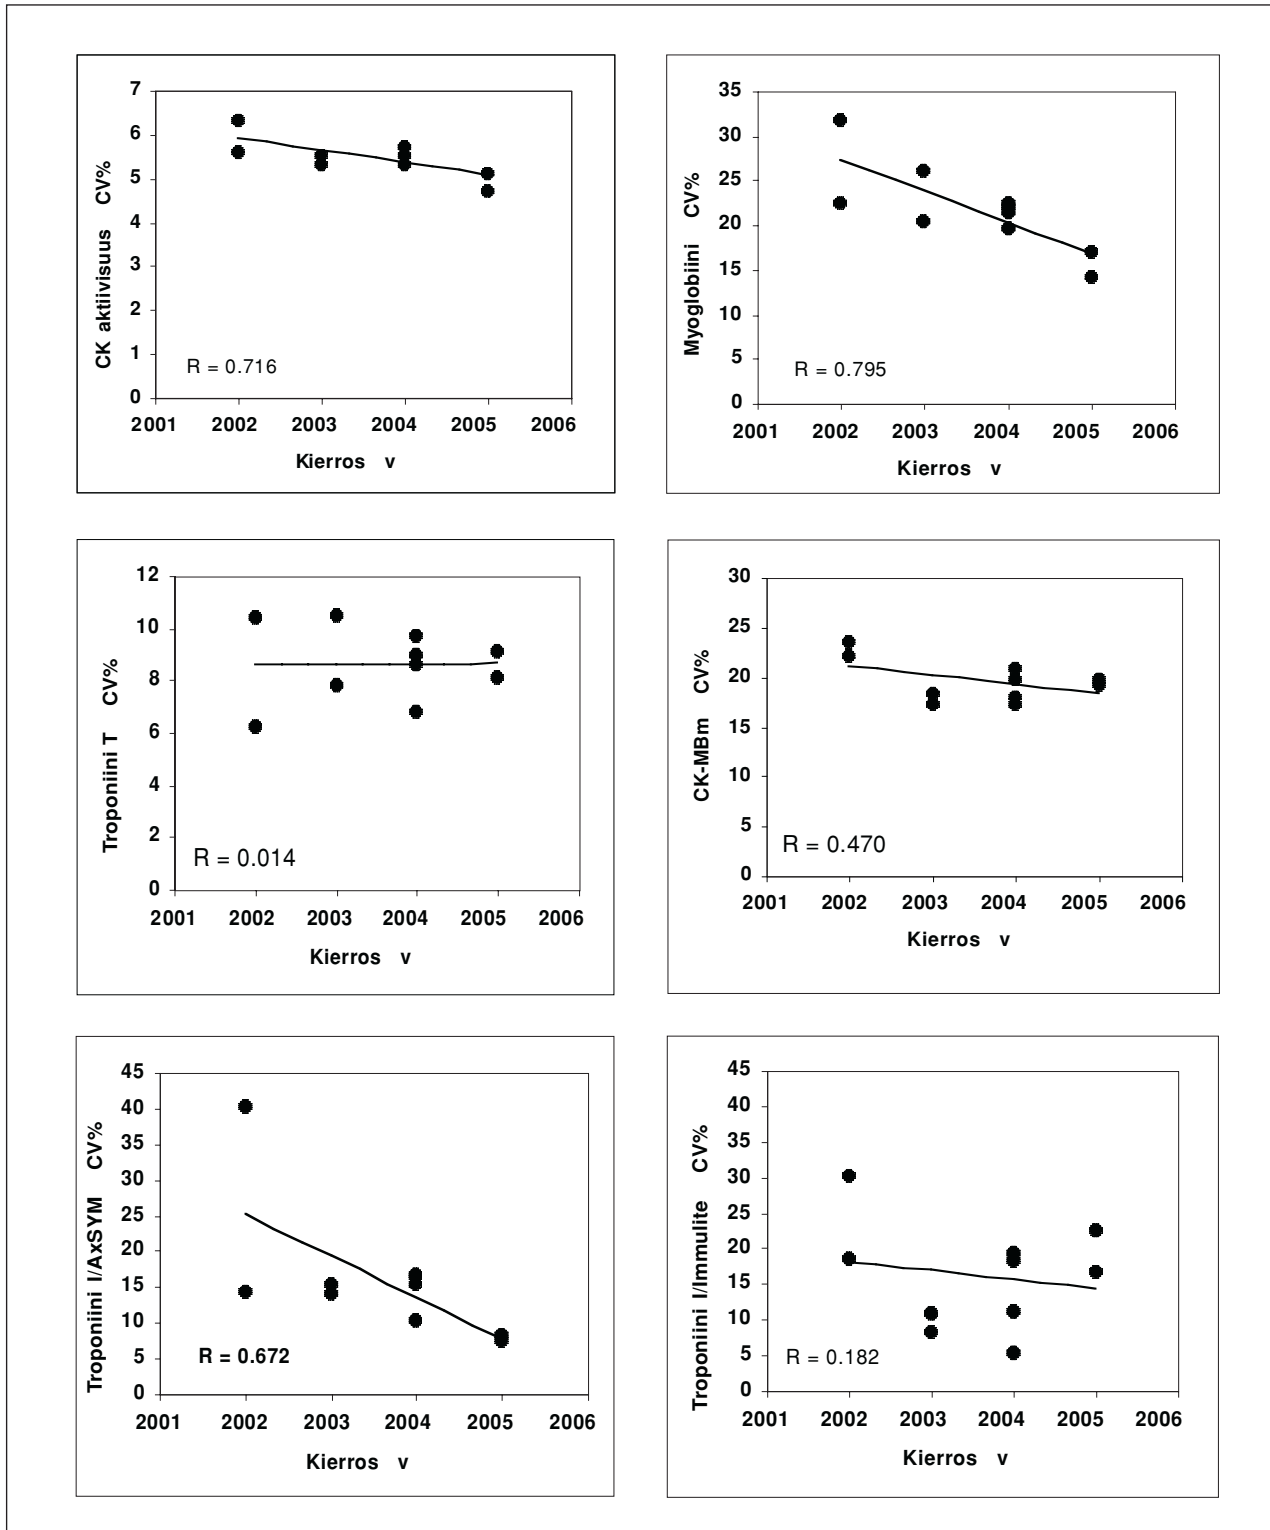 CK aktiivisuus CV%
7
6
5
4
3
2
1
0
R = 0.716
2001 2002 2003 2004 2005 2006
Kierros v
Myoglobiini CV%
35
30
25
20
15
10
5
0
R = 0.795
2001 2002 2003 2004 2005 2006
Kierros v
Troponiini T CV%
12
10
8
6
4
2
0
R = 0.014
2001 2002 2003 2004 2005 2006
Kierros v
CK-MBm CV%
30
25
20
15
10
5
0
R = 0.470
2001 2002 2003 2004 2005 2006
Kierros v
Troponiini I/AxSYM CV%
45
40
35
30
25
20
15
10
5
0
R = 0.672
2001 2002 2003 2004 2005 2006
Kierros v
Troponiini I/Immulite CV%
45
40
35
30
25
20
15
10
5
0
R = 0.182
2001 2002 2003 2004 2005 2006
Kierros v